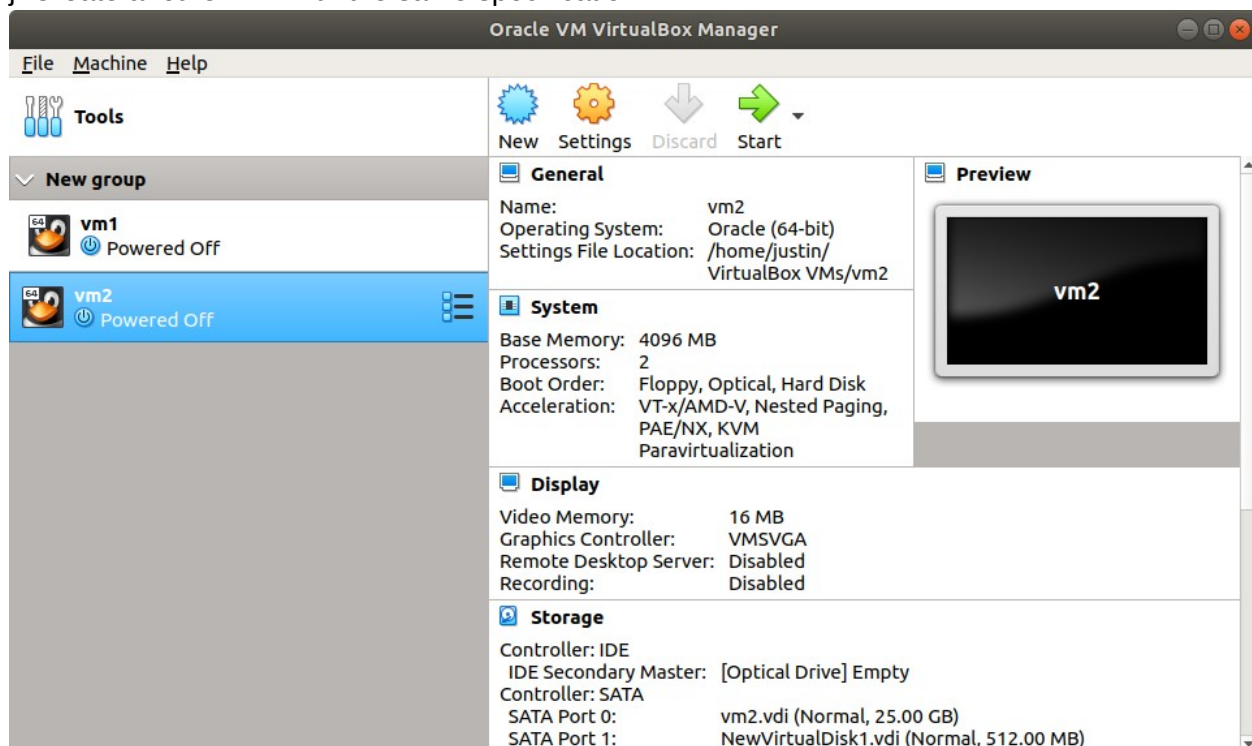 Oracle VM VirtualBox Manager
File Machine Help
Tools
New Settings Discard Start
New group
64
vm1
Powered Off
64
vm2
Powered Off
General
Name: vm2
Operating System: Oracle (64-bit)
Settings File Location: /home/justin/
VirtualBox VMs/vm2
Preview
vm2
System
Base Memory: 4096 MB
Processors: 2
Boot Order: Floppy, Optical, Hard Disk
Acceleration: VT-x/AMD-V, Nested Paging,
PAE/NX, KVM
Paravirtualization
Display
Video Memory: 16 MB
Graphics Controller: VMSVGA
Remote Desktop Server: Disabled
Recording: Disabled
Storage
Controller: IDE
IDE Secondary Master: [Optical Drive] Empty
Controller: SATA
SATA Port 0: vm2.vdi (Normal, 25.00 GB)
SATA Port 1: NewVirtualDisk1.vdi (Normal, 512.00 MB)